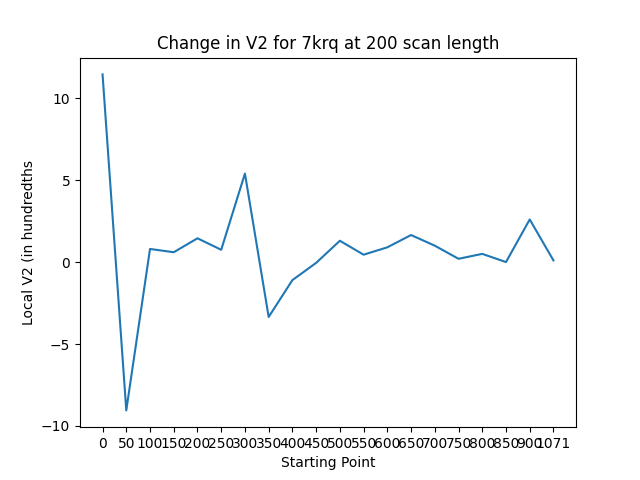 Change in V2 for 7krq at 200 scan length
10
5
0
−5
−10
Local V2 (in hundredths
0 50 100 150 200 250 300 350 400 450 500 550 600 650 700 750 800 850 900 1071
Starting Point